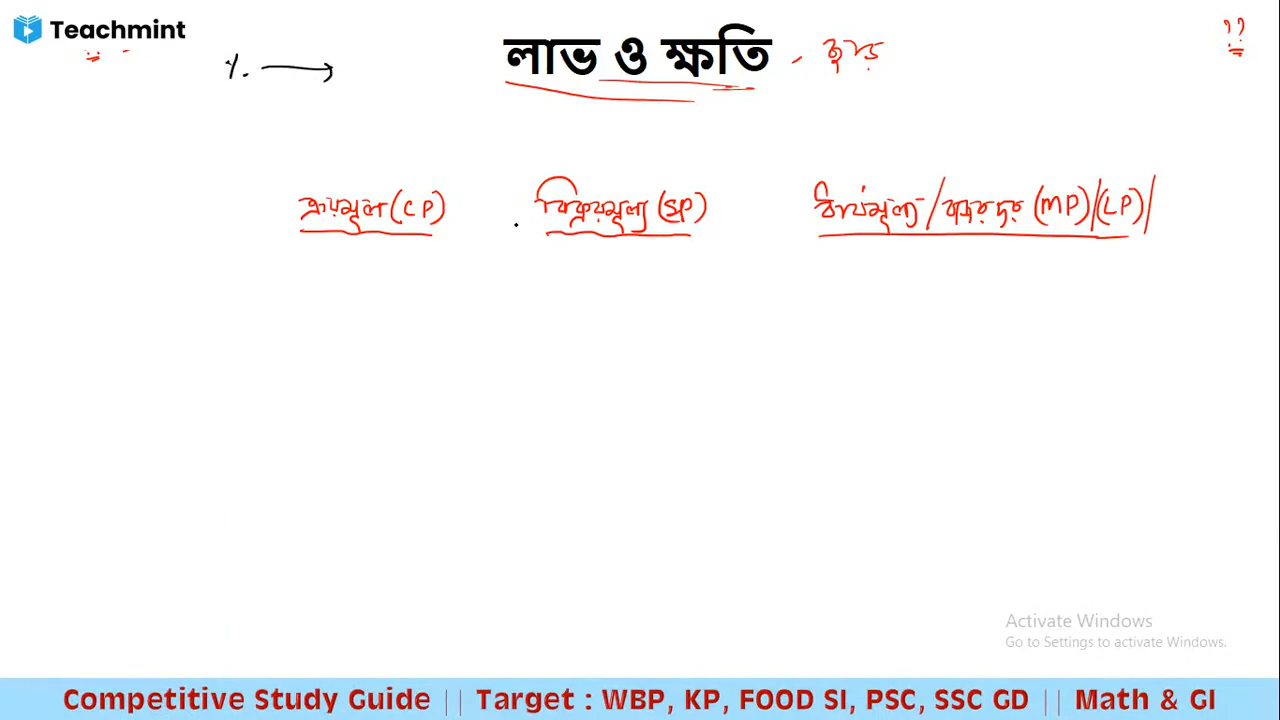 Teachmint
লাভ ও ক্ষতি
%. →
ক্রয়মূল্য (CP) বিক্রয়মূল্য (SP) ধার্যমূল্য / বাজারদর (MP)/(LP)/
Activate Windows
Go to Settings to activate Windows.
Competitive Study Guide || Target : WBP, KP, FOOD SI, PSC, SSC GD || Math & GI